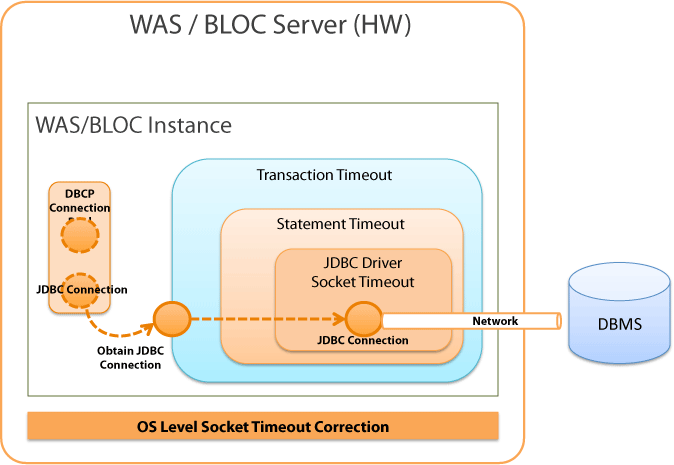 WAS / BLOC Server (HW)
WAS/BLOC Instance
DBCP
Connection
JDBC Connection
Obtain JDBC
Connection
Transaction Timeout
Statement Timeout
JDBC Driver
Socket Timeout
JDBC Connection
Network
DBMS
OS Level Socket Timeout Correction